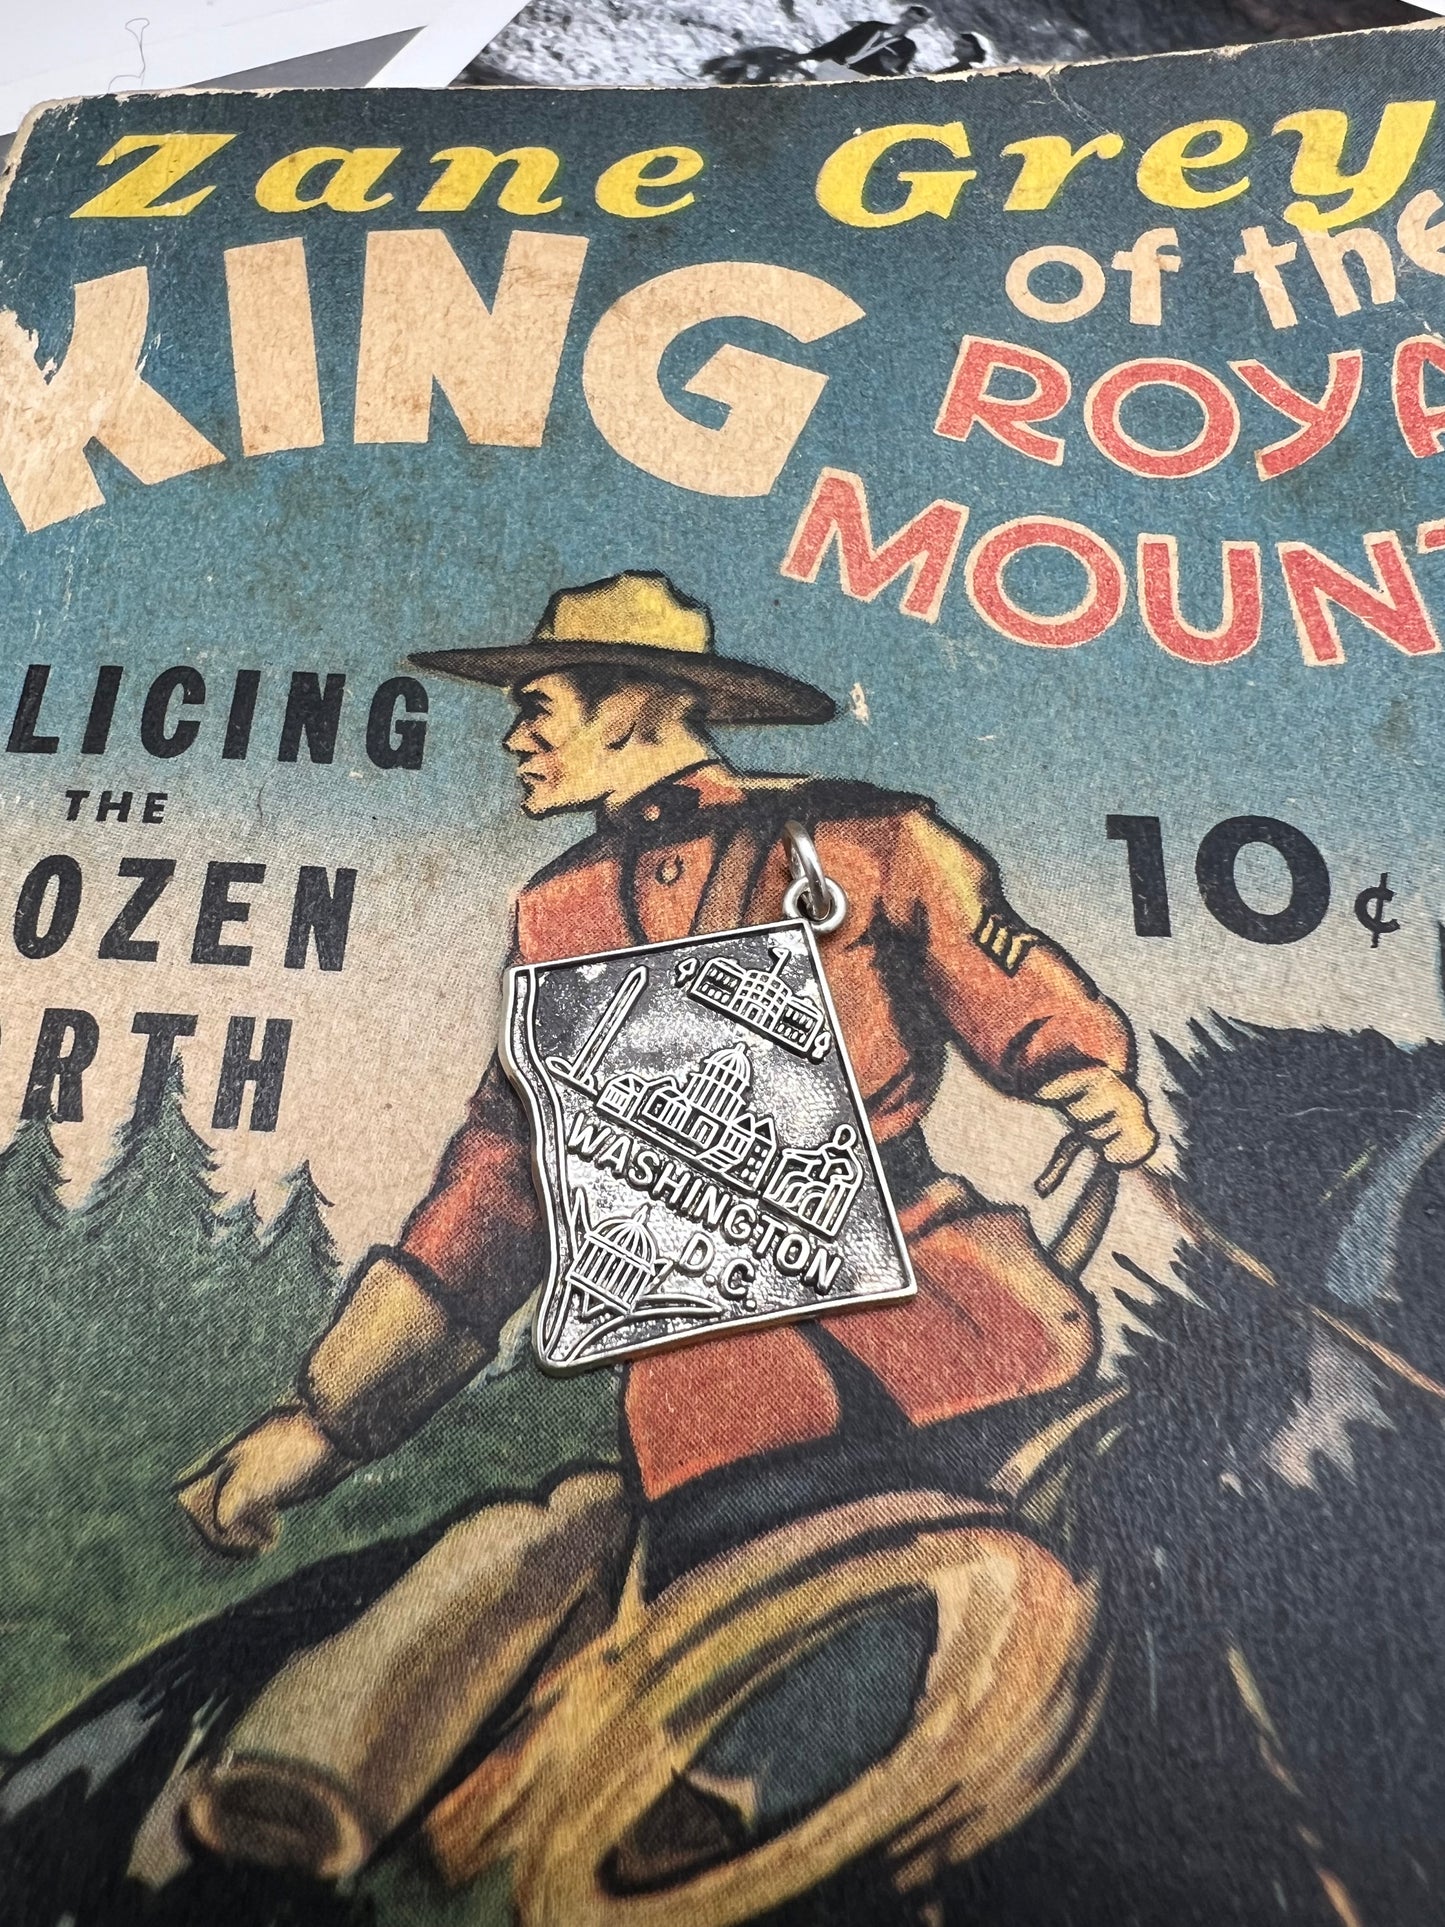 Zane Grey
KING
of the
ROYA
MOUNT
LICING
THE
OZEN
RTH
10¢
WASHINGTON
D.C.